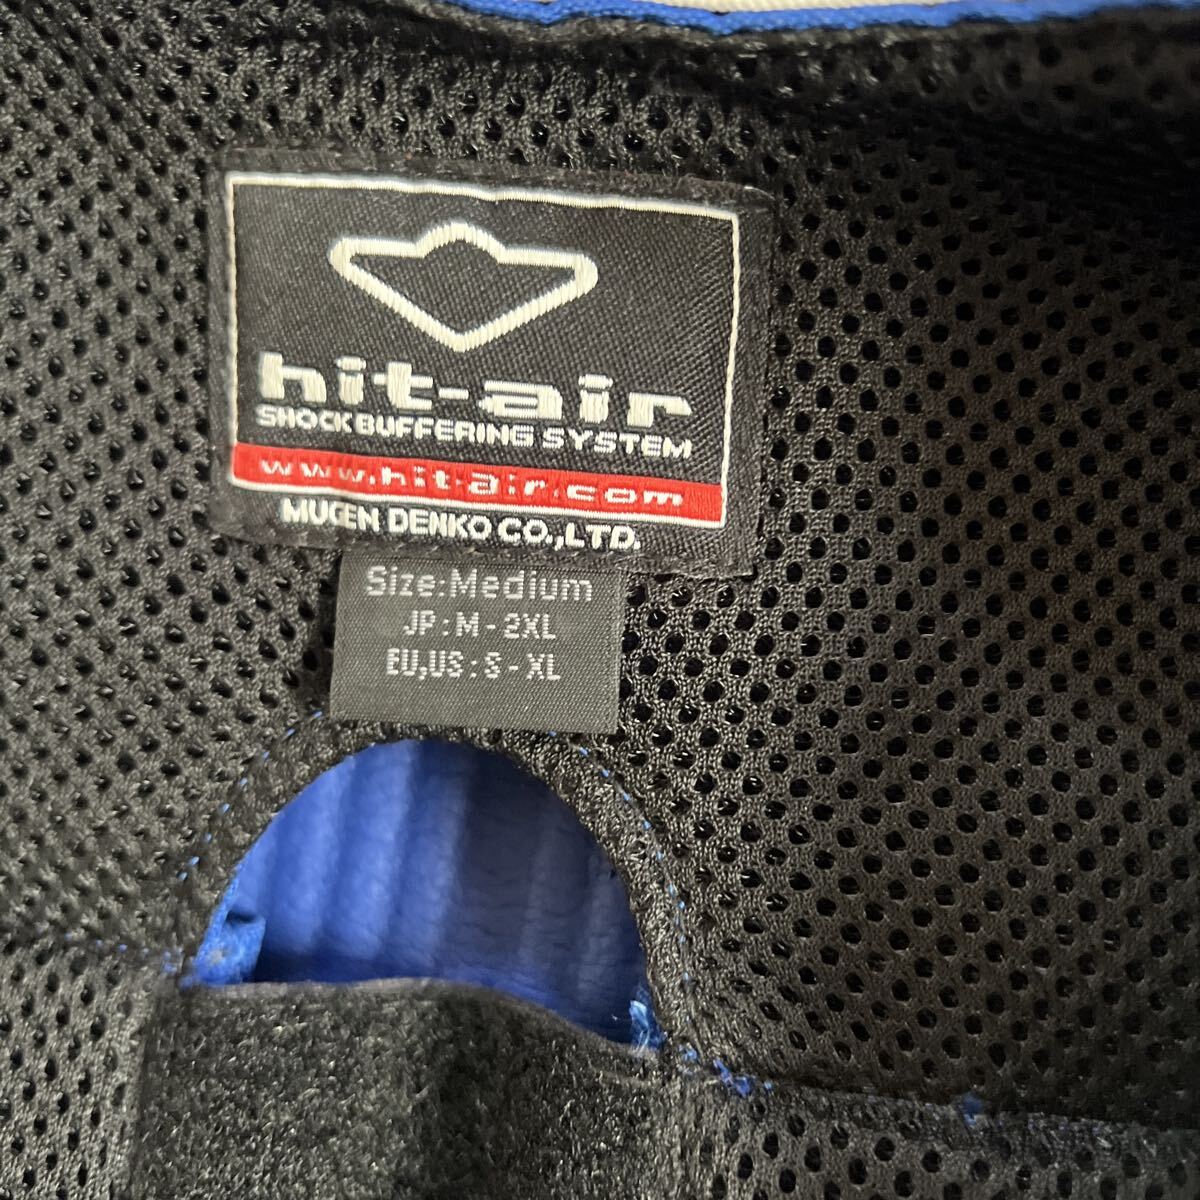 hit-air
SHOCK BUFFERING SYSTEM
www.hit-air.com
MUGEN DENKO CO.,LTD.
Size:Medium
JP:M-2XL
EU,US:S-XL